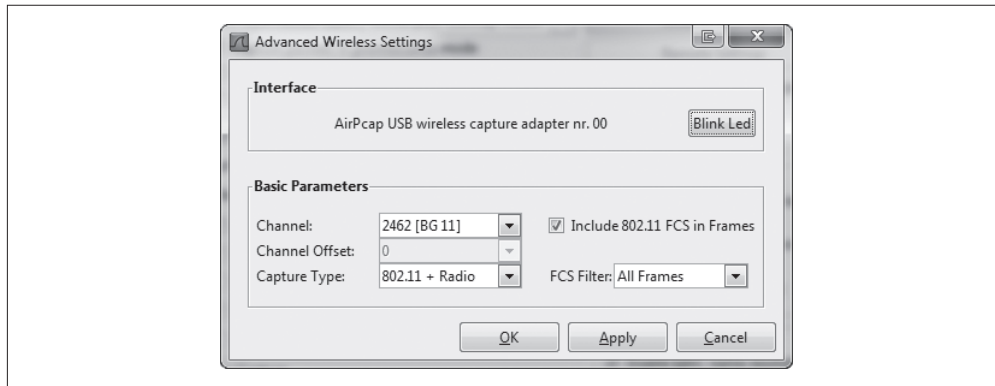 Advanced Wireless Settings
Interface
AirPcap USB wireless capture adapter nr. 00
Blink Led
Basic Parameters
Channel: 2462 [BG 11] Include 802.11 FCS in Frames
Channel Offset: 0
Capture Type: 802.11 + Radio FCS Filter: All Frames
OK Apply Cancel